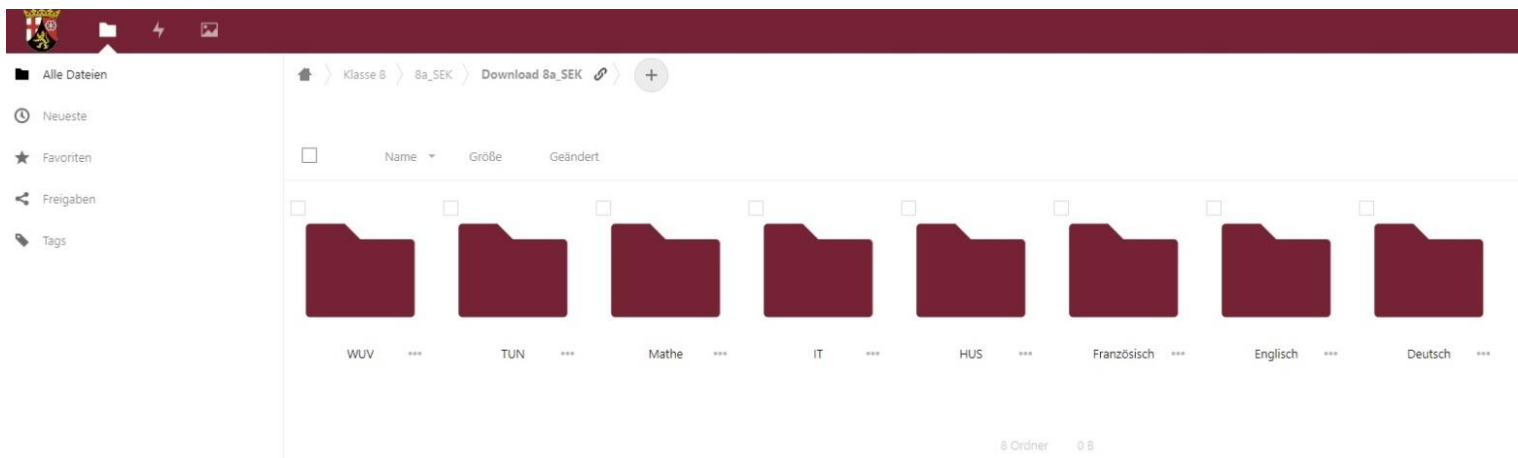 Alle Dateien
Neueste
Favoriten
Freigaben
Tags
Klasse 8 8a_SEK Download 8a_SEK +
Name Größe Geändert
WUV TUN Mathe IT HUS Französisch Englisch Deutsch
8 Ordner 0 B